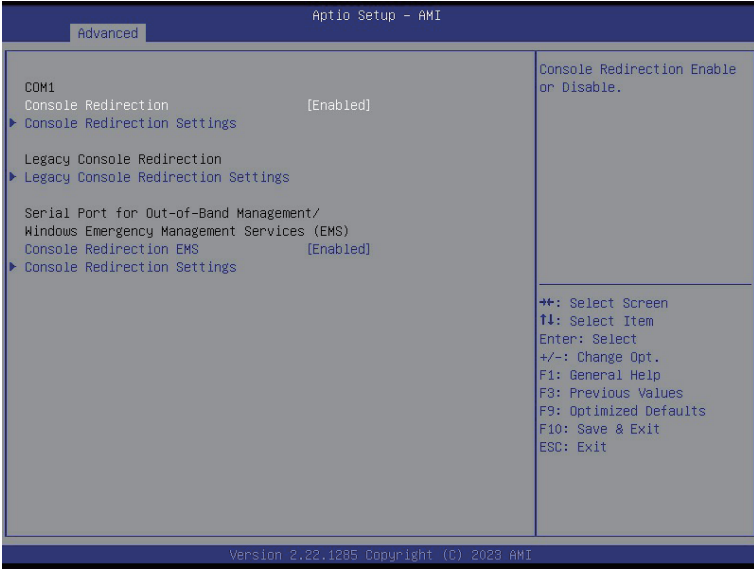 Aptio Setup – AMI
Advanced
COM1
Console Redirection [Enabled]
▶ Console Redirection Settings
Legacy Console Redirection
▶ Legacy Console Redirection Settings
Serial Port for Out-of-Band Management/
Windows Emergency Management Services (EMS)
Console Redirection EMS [Enabled]
▶ Console Redirection Settings
Console Redirection Enable
or Disable.
→←: Select Screen
↑↓: Select Item
Enter: Select
+/-: Change Opt.
F1: General Help
F3: Previous Values
F9: Optimized Defaults
F10: Save & Exit
ESC: Exit
Version 2.22.1285 Copyright (C) 2023 AMI